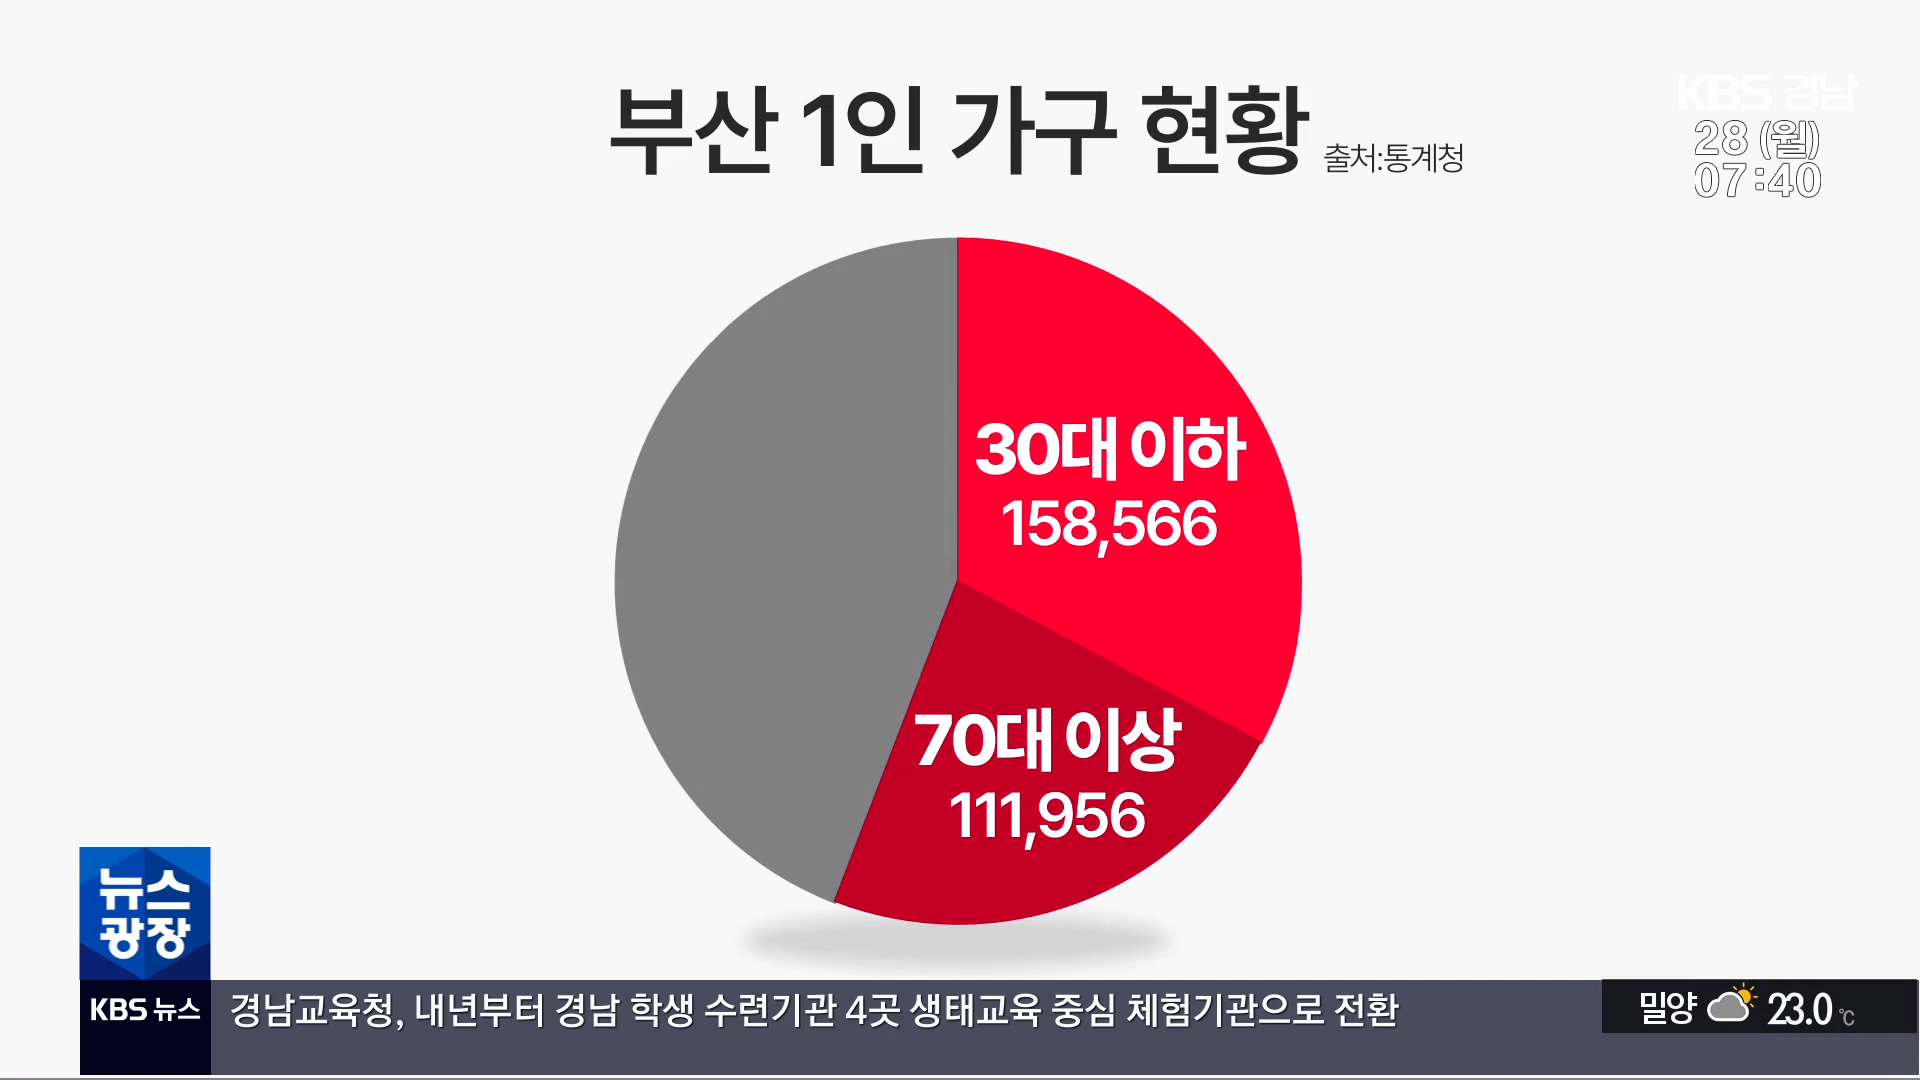 부산 1인 가구 현황 출처:통계청
KBS 경남
28 (월)
07:40
30대 이하
158,566
70대 이상
111,956
뉴스
광장
KBS 뉴스
경남교육청, 내년부터 경남 학생 수련기관 4곳 생태교육 중심 체험기관으로 전환
밀양 23.0 ℃